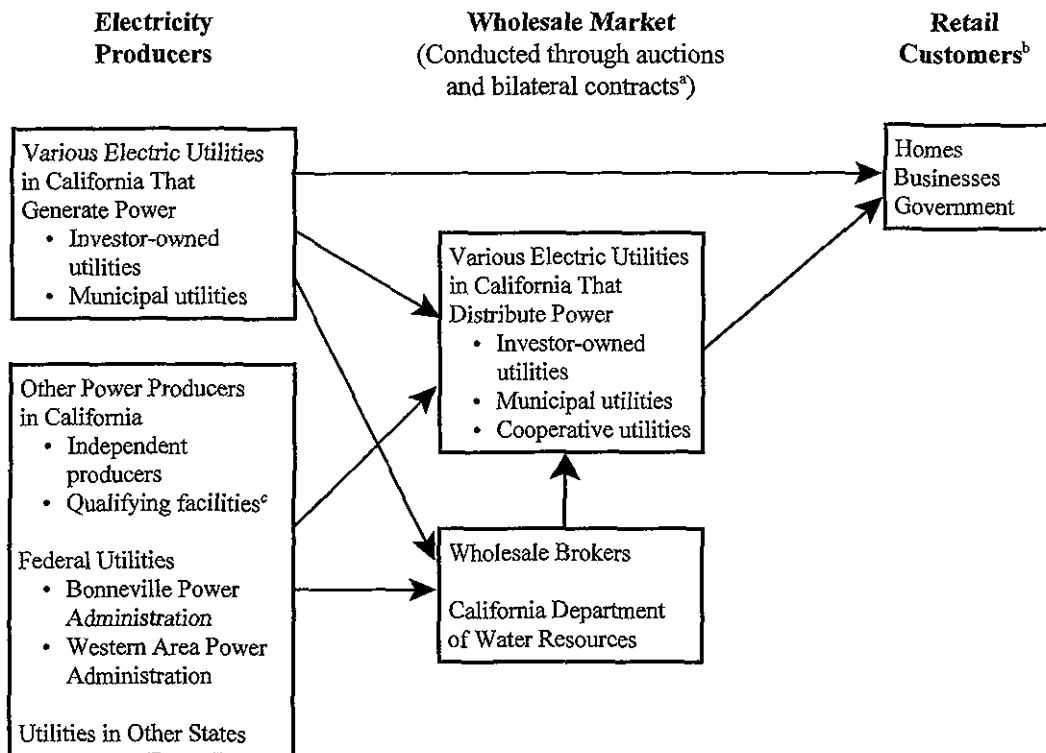 Electricity
Producers
Wholesale Market
(Conducted through auctions
and bilateral contractsᵃ)
Retail
Customersᵇ
Various Electric Utilities
in California That
Generate Power
• Investor-owned
utilities
• Municipal utilities
Other Power Producers
in California
• Independent
producers
• Qualifying facilitiesᶜ
Federal Utilities
• Bonneville Power
Administration
• Western Area Power
Administration
Utilities in Other States
Various Electric Utilities
in California That
Distribute Power
• Investor-owned
utilities
• Municipal utilities
• Cooperative utilities
Wholesale Brokers
California Department
of Water Resources
Homes
Businesses
Government